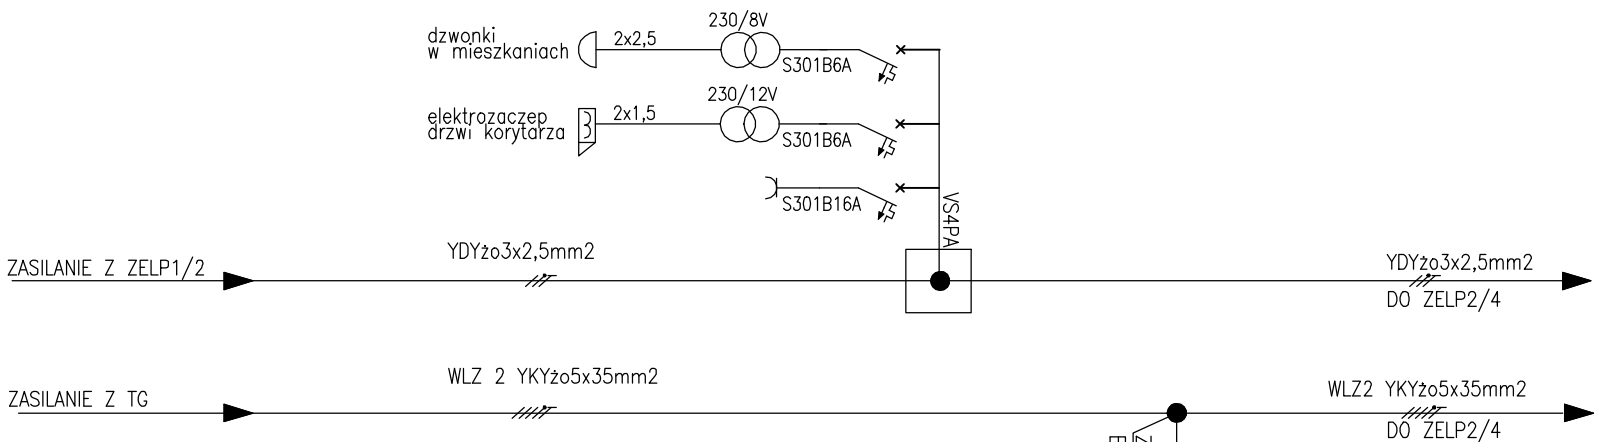 230/8V
dzwonki
w mieszkaniach
2x2,5
S301B6A
230/12V
elektrozaczep
drzwi korytarza
2x1,5
S301B6A
S301B16A
VS4PA
YDYżo3x2,5mm2
ZASILANIE Z ZELP1/2
YDYżo3x2,5mm2
DO ZELP2/4
WLZ 2 YKYżo5x35mm2
ZASILANIE Z TG
WLZ2 YKYżo5x35mm2
DO ZELP2/4